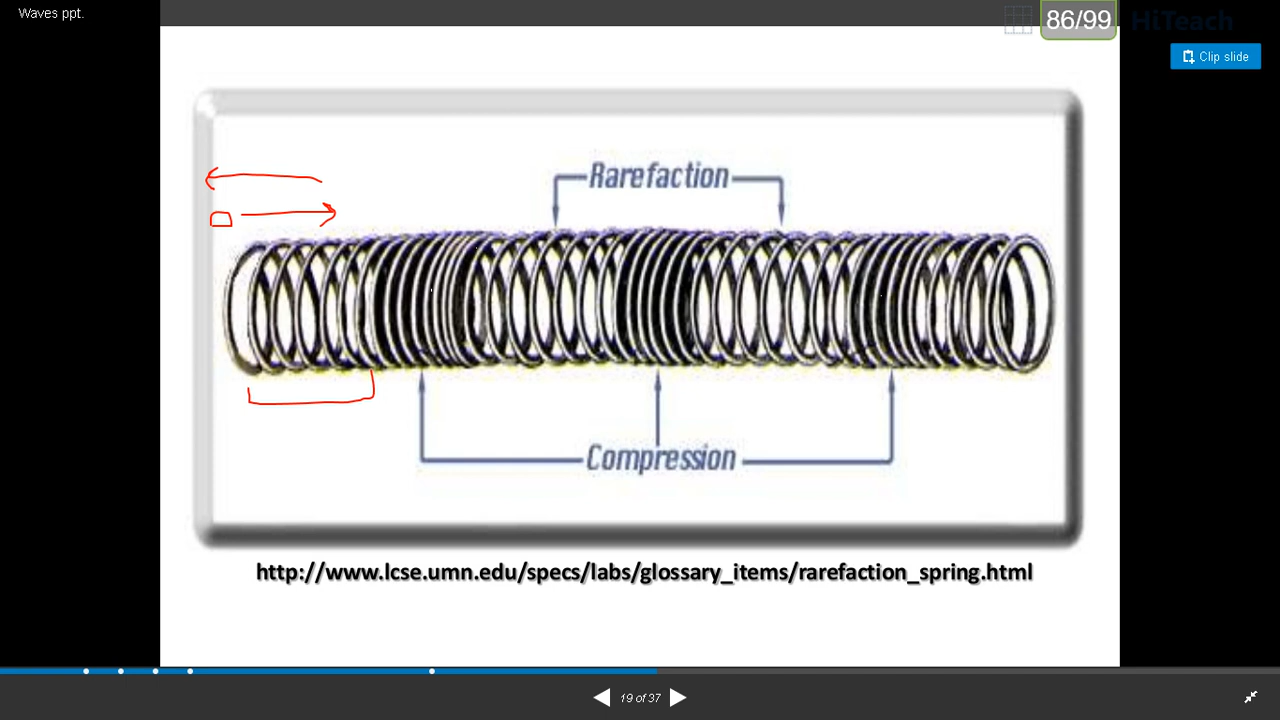 Waves ppt.
86/99
HiTeach
Clip slide
Rarefaction
Compression
http://www.lcse.umn.edu/specs/labs/glossary_items/rarefaction_spring.html
19 of 37